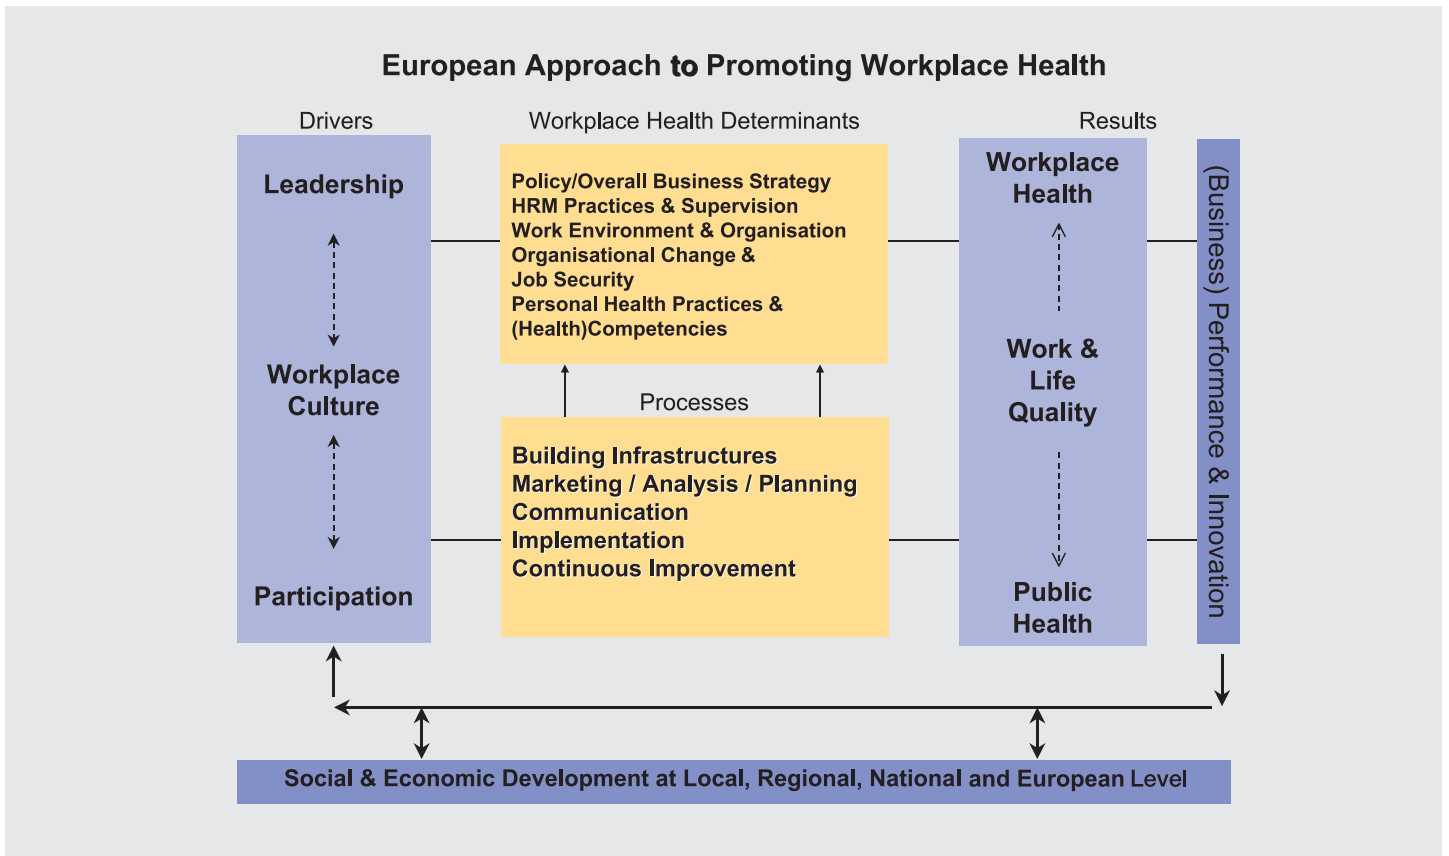 European Approach to Promoting Workplace Health
Drivers
Workplace Health Determinants
Results
Leadership
Workplace
Culture
Participation
Policy/Overall Business Strategy
HRM Practices & Supervision
Work Environment & Organisation
Organisational Change &
Job Security
Personal Health Practices &
(Health)Competencies
Processes
Building Infrastructures
Marketing / Analysis / Planning
Communication
Implementation
Continuous Improvement
Workplace
Health
Work &
Life
Quality
Public
Health
(Business) Performance & Innovation
Social & Economic Development at Local, Regional, National and European Level